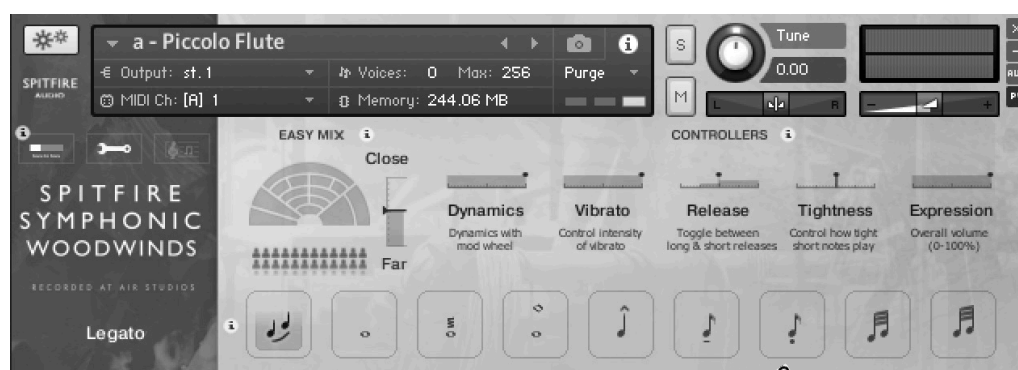 a - Piccolo Flute
Output: st. 1
Voices: 0 Max: 256
Purge
MIDI Ch: [A] 1
Memory: 244.06 MB
S
M
Tune
0.00
L
R
-
+
SPITFIRE
AUDIO
SPITFIRE
SYMPHONIC
WOODWINDS
RECORDED AT AIR STUDIOS
Legato
EASY MIX
Close
Far
CONTROLLERS
Dynamics
Dynamics with
mod wheel
Vibrato
Control intensity
of vibrato
Release
Toggle between
long & short releases
Tightness
Control how tight
short notes play
Expression
Overall volume
(0-100%)